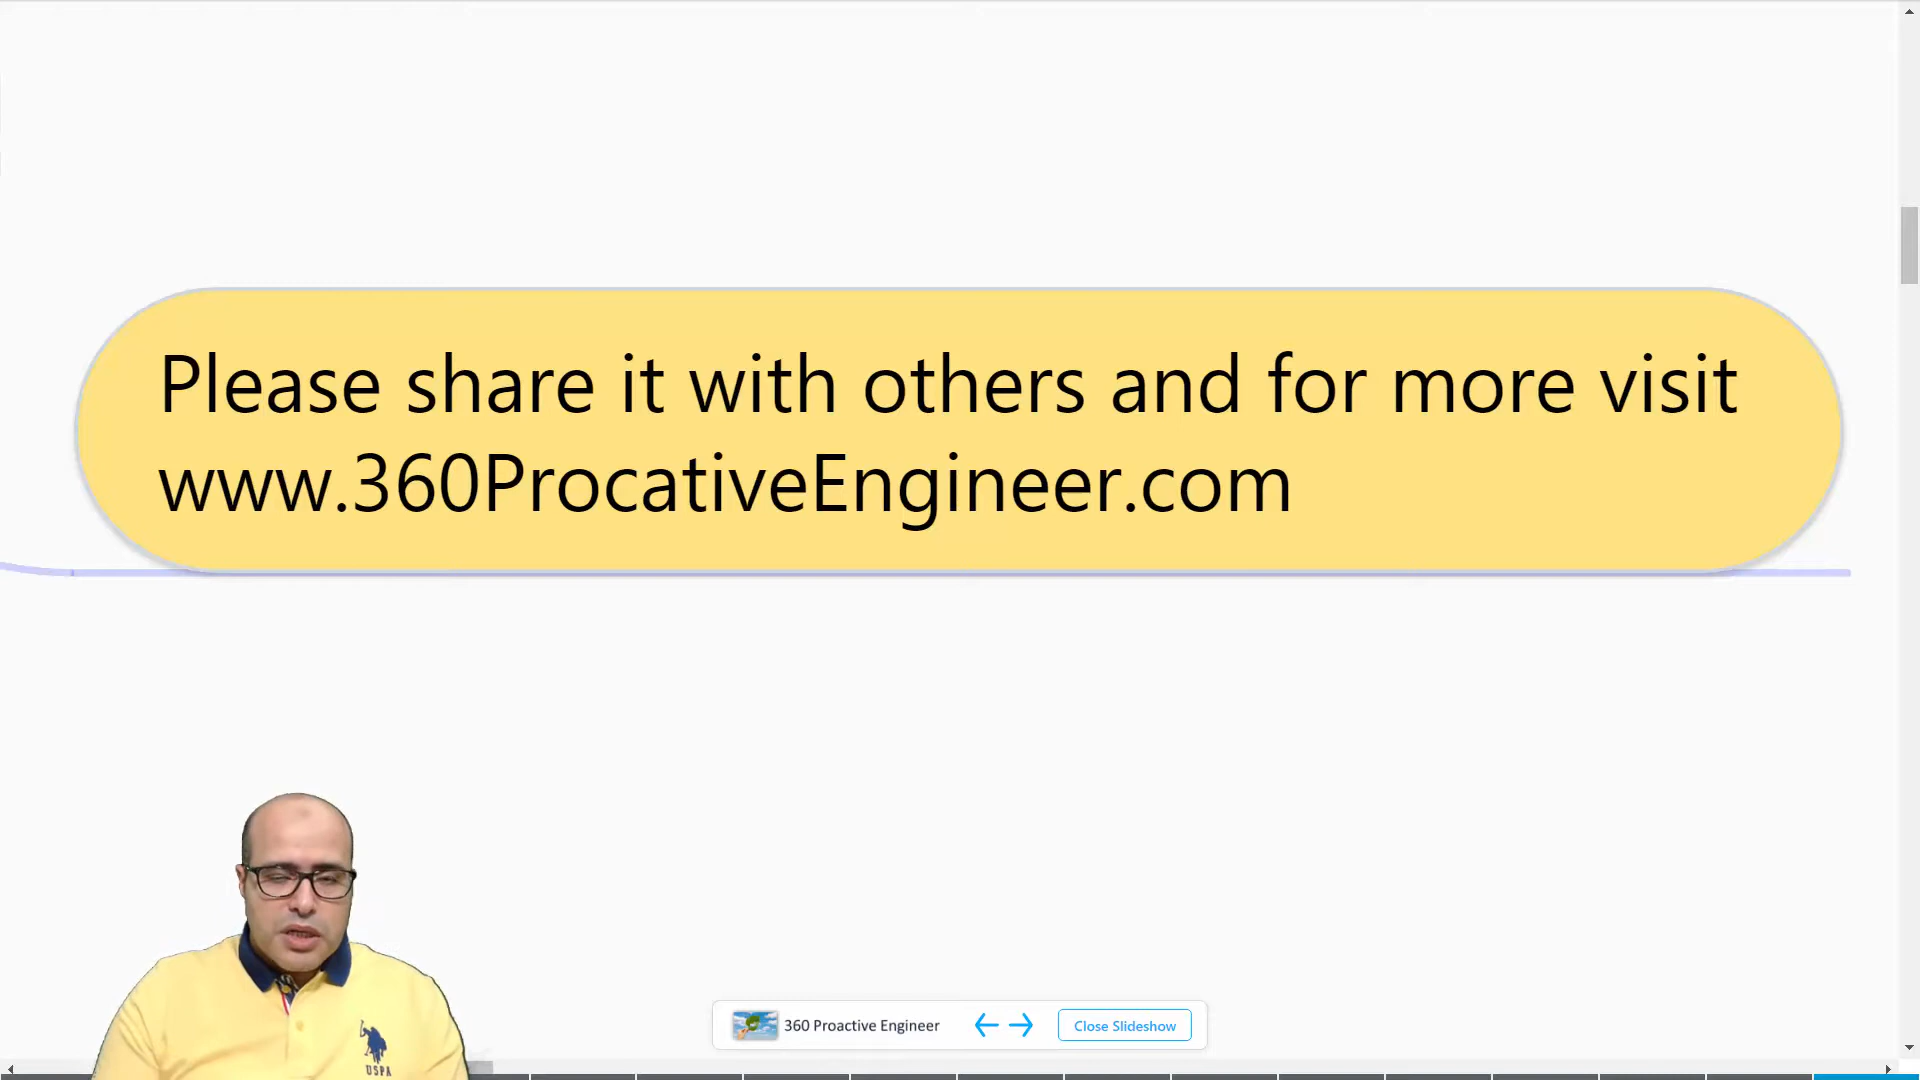 Please share it with others and for more visit
www.360ProcativeEngineer.com
USPA
360 Proactive Engineer
Close Slideshow